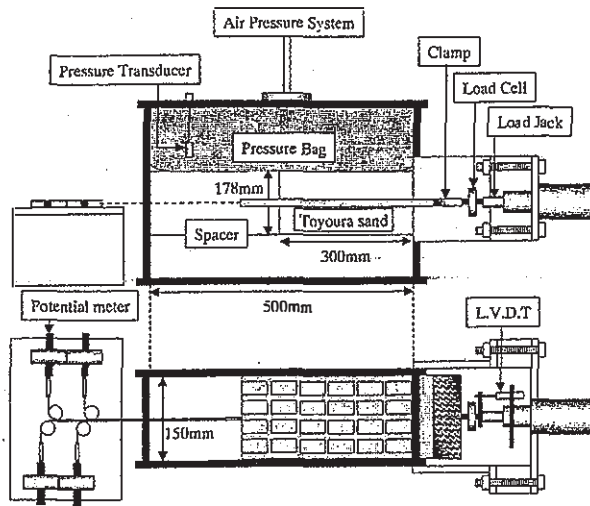 Air Pressure System
Clamp
Pressure Transducer
Load Cell
Load Jack
Pressure Bag
178mm
Toyoura sand
Spacer
300mm
500mm
Potential meter
L.V.D.T
150mm